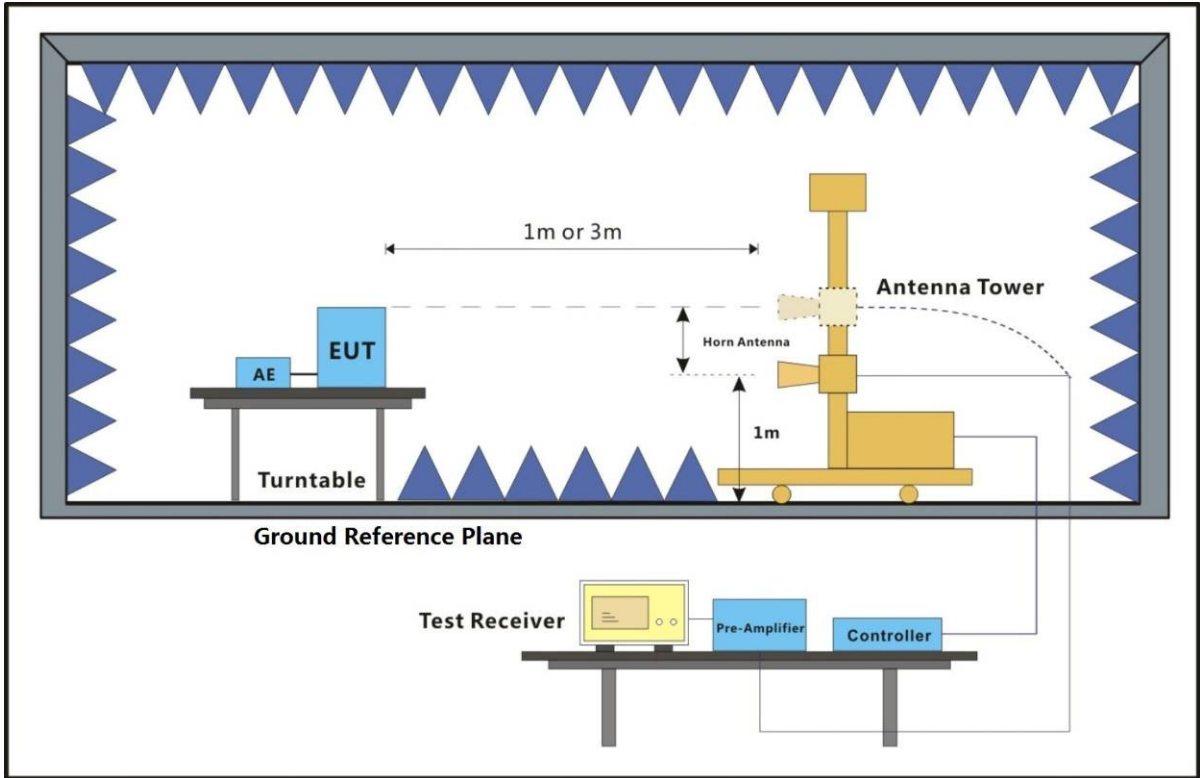 1m or 3m
Antenna Tower
Horn Antenna
EUT
AE
1m
Turntable
Ground Reference Plane
Test Receiver
Pre-Amplifier
Controller